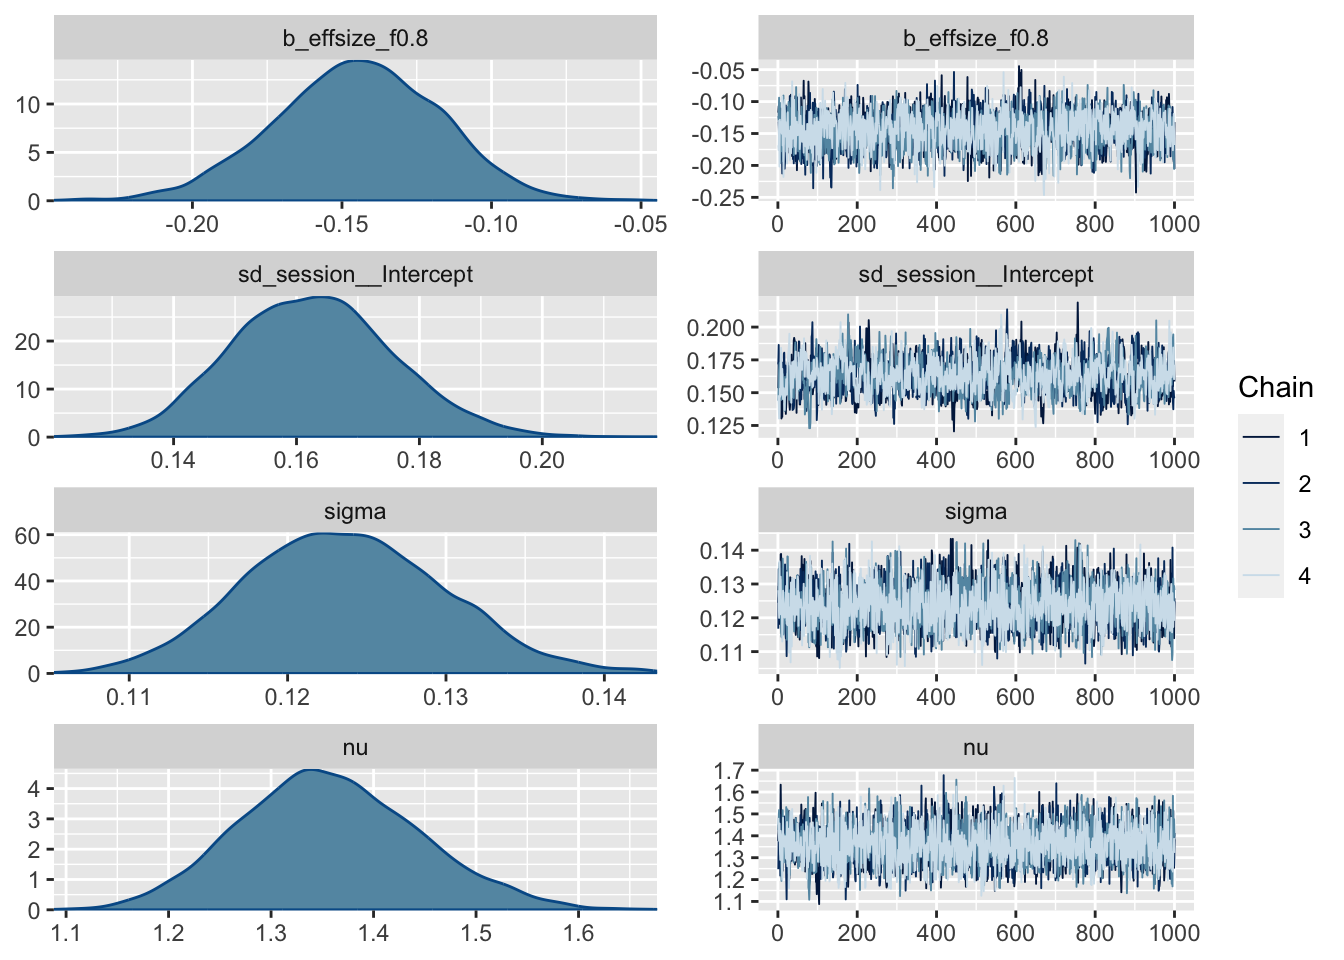 b_effsize_f0.8
10
5
0
-0.20 -0.15 -0.10 -0.05
b_effsize_f0.8
-0.05
-0.10
-0.15
-0.20
-0.25
0 200 400 600 800 1000
sd_session__Intercept
20
10
0
0.14 0.16 0.18 0.20
sd_session__Intercept
0.200
0.175
0.150
0.125
0 200 400 600 800 1000
sigma
60
40
20
0
0.11 0.12 0.13 0.14
sigma
0.14
0.13
0.12
0.11
0 200 400 600 800 1000
nu
4
3
2
1
0
1.1 1.2 1.3 1.4 1.5 1.6
nu
1.7
1.6
1.5
1.4
1.3
1.2
1.1
0 200 400 600 800 1000
Chain
1
2
3
4